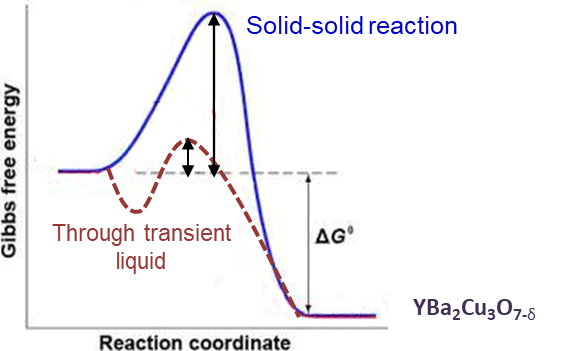 Solid-solid reaction
Gibbs free energy
Through transient
liquid
ΔG⁰
YBa₂Cu₃O₇₋δ
Reaction coordinate